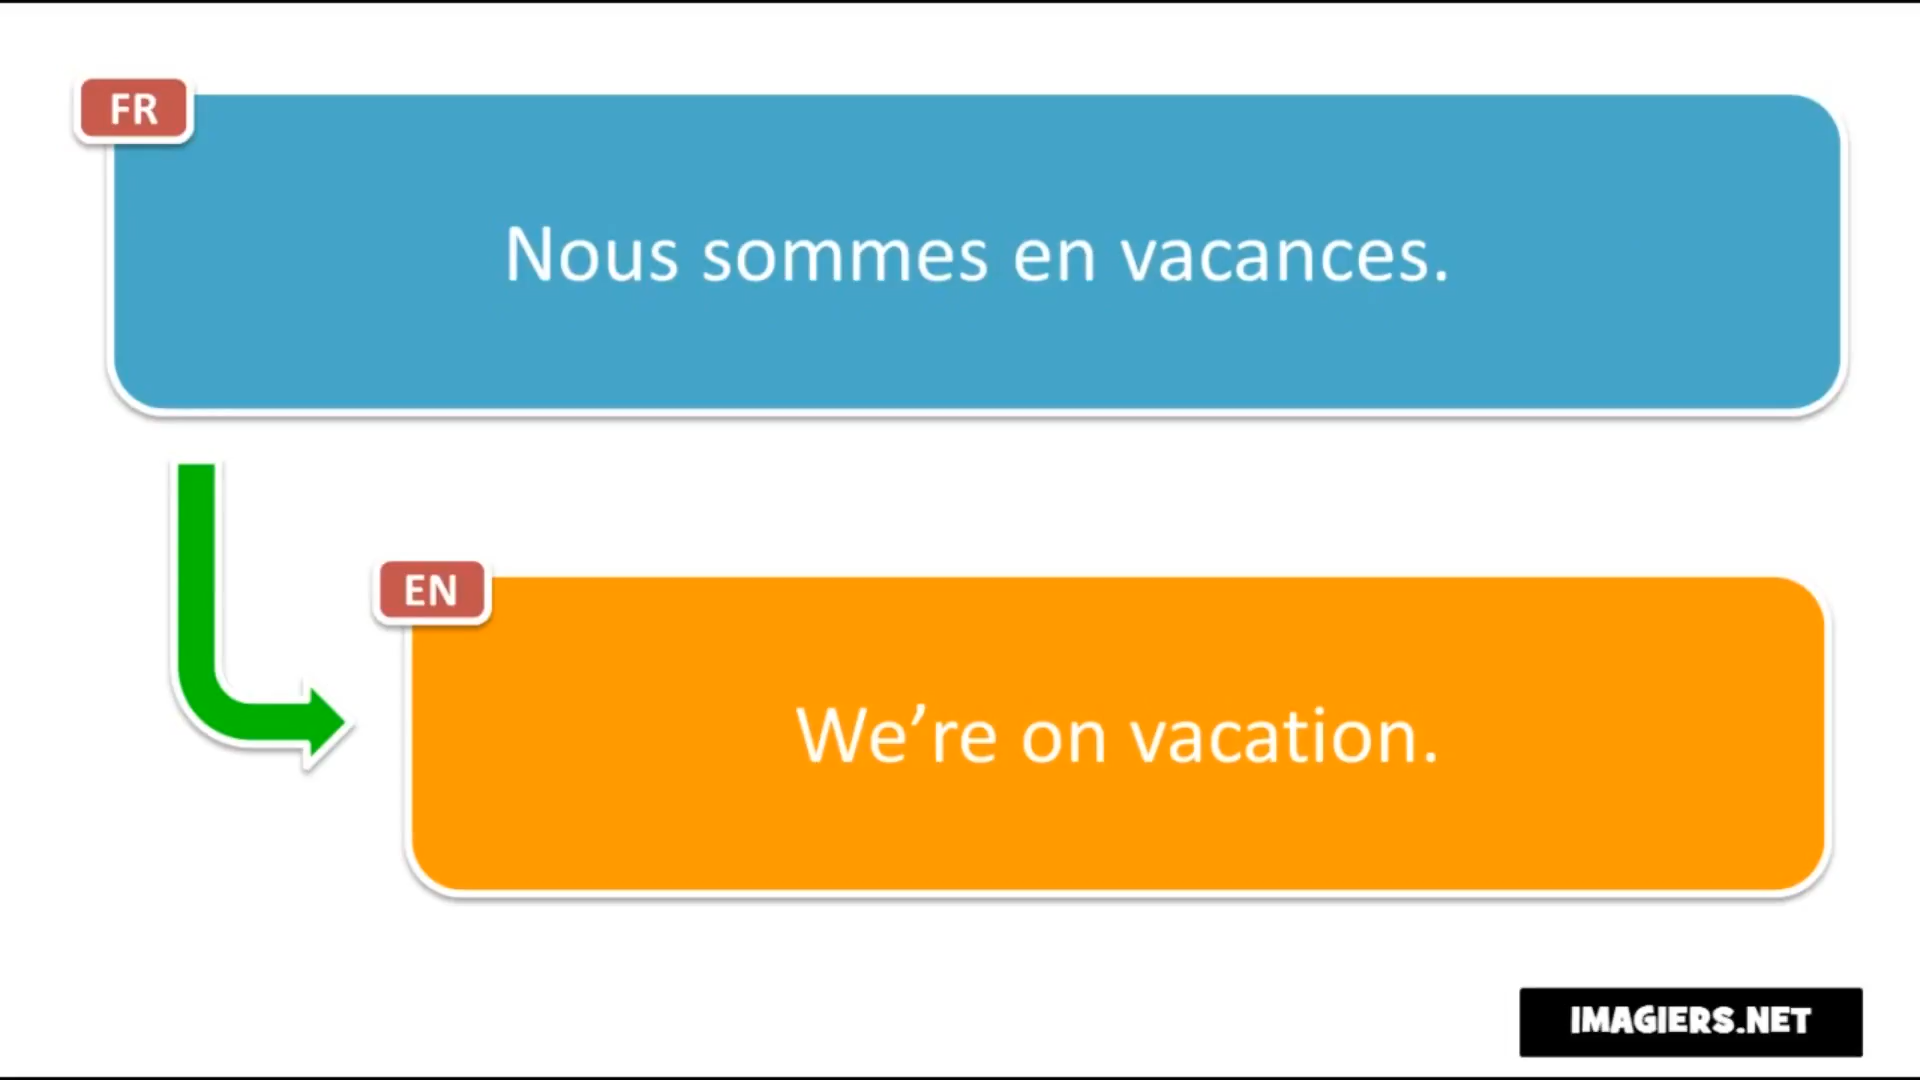 FR
Nous sommes en vacances.
EN
We’re on vacation.
IMAGIERS.NET